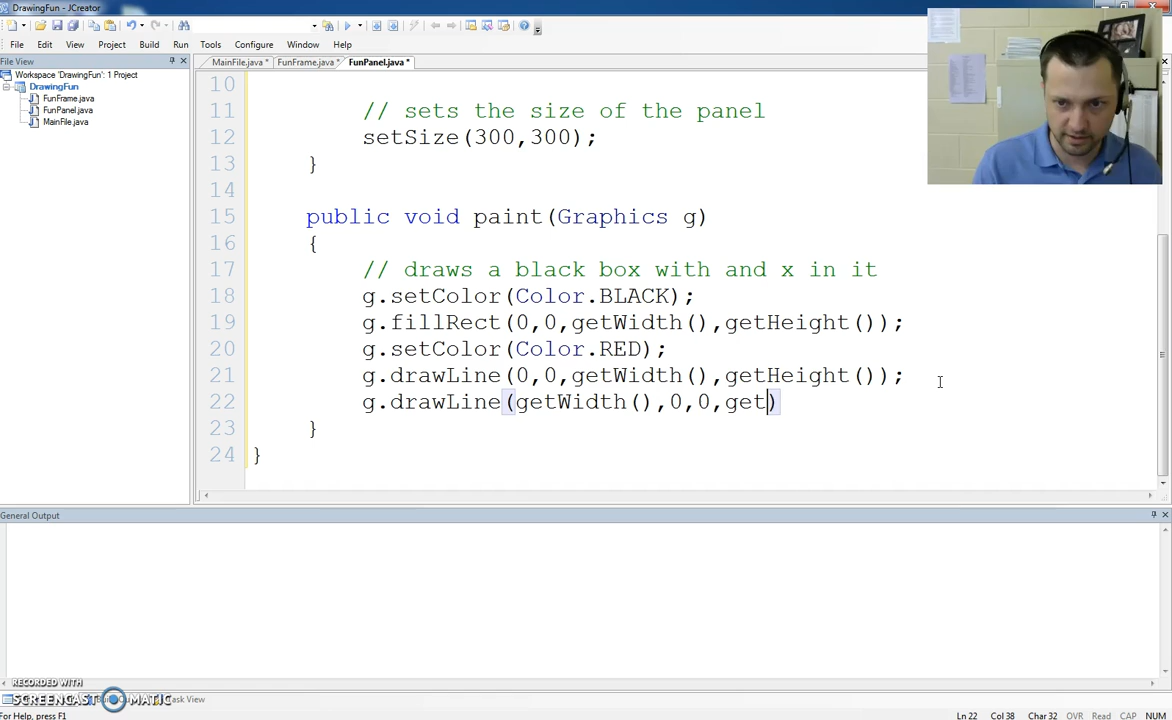 DrawingFun - JCreator
File Edit View Project Build Run Tools Configure Window Help
File View
MainFile.java * FunFrame.java * FunPanel.java *
Workspace 'DrawingFun': 1 Project
DrawingFun
FunFrame.java
FunPanel.java
MainFile.java
10
11 // sets the size of the panel
12 setSize(300,300);
13 }
14
15 public void paint(Graphics g)
16 {
17 // draws a black box with and x in it
18 g.setColor(Color.BLACK);
19 g.fillRect(0,0,getWidth(),getHeight());
20 g.setColor(Color.RED);
21 g.drawLine(0,0,getWidth(),getHeight());
22 g.drawLine(getWidth(),0,0,get)
23 }
24 }
General Output
RECORDED WITH
SCREENCAST MATIC
View
For Help, press F1
Ln 22 Col 38 Char 32 OVR Read CAP NUM